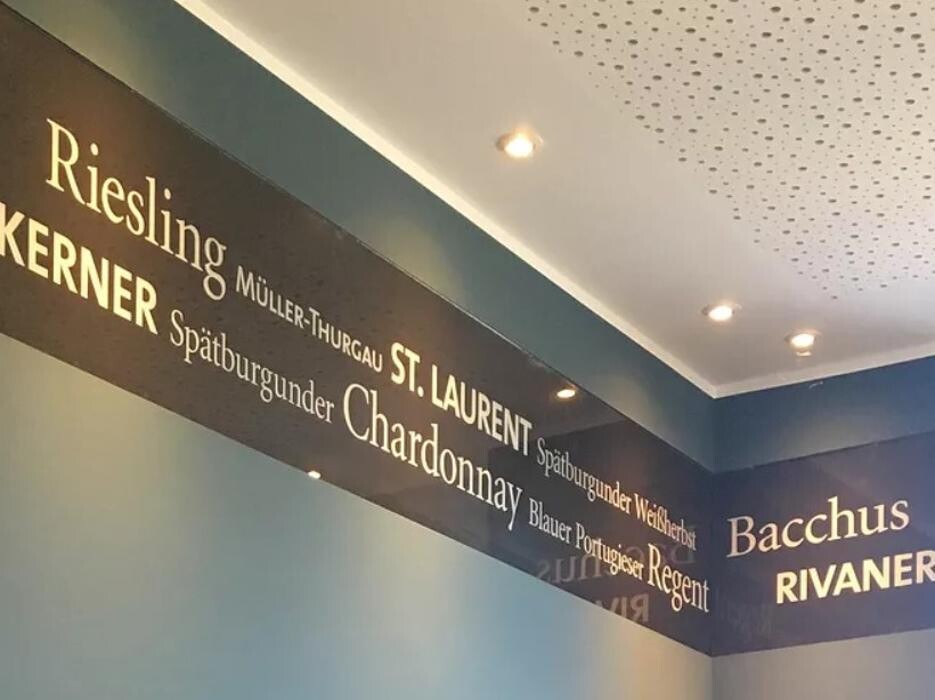 Riesling MÜLLER-THURGAU ST. LAURENT Spätburgunder Weißherbst
KERNER Spätburgunder Chardonnay Blauer Portugieser Regent
Bacchus
RIVANER